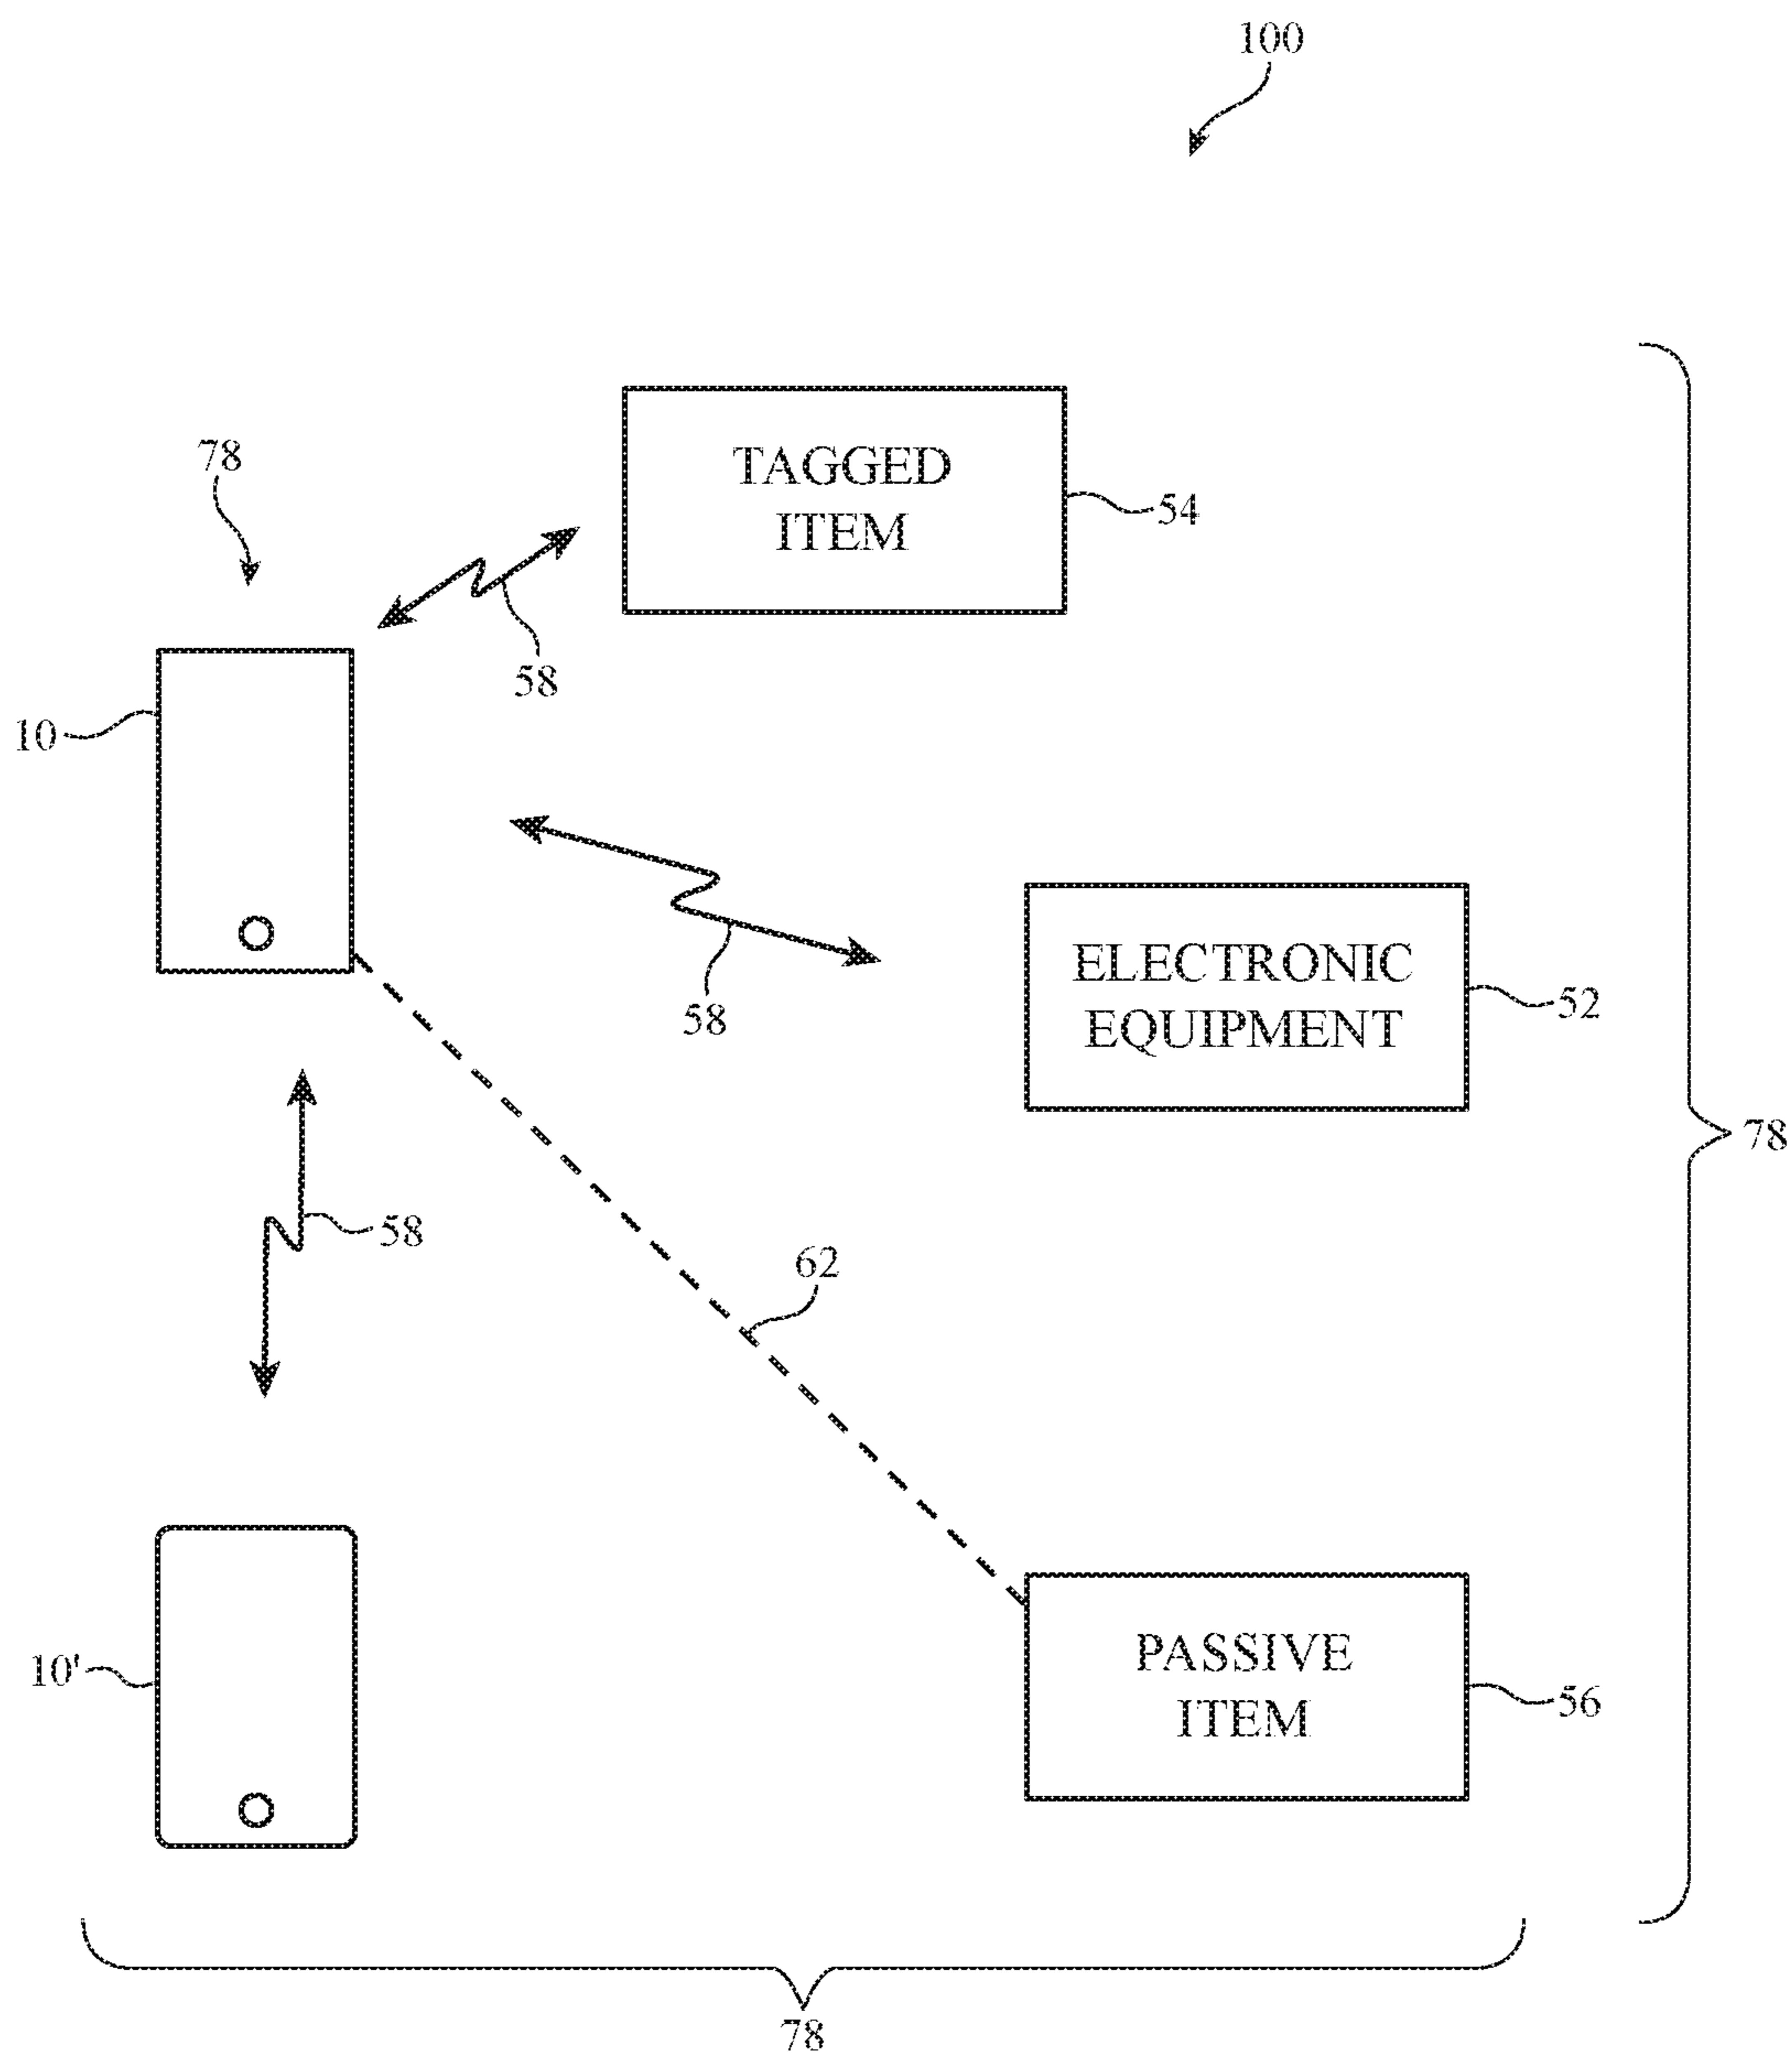 100
TAGGED
ITEM
78
54
58
10
ELECTRONIC
EQUIPMENT
52
58
78
58
62
PASSIVE
ITEM
10'
56
78